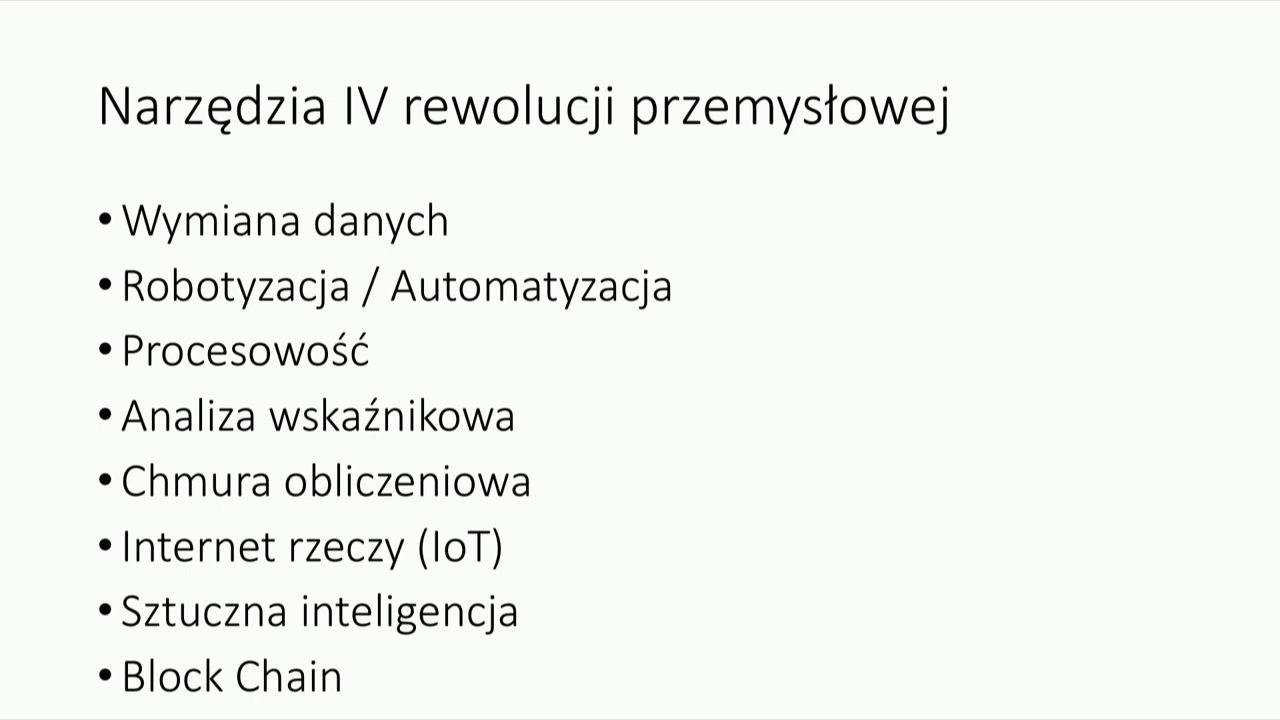 Narzędzia IV rewolucji przemysłowej
• Wymiana danych
• Robotyzacja / Automatyzacja
• Procesowość
• Analiza wskaźnikowa
• Chmura obliczeniowa
• Internet rzeczy (IoT)
• Sztuczna inteligencja
• Block Chain